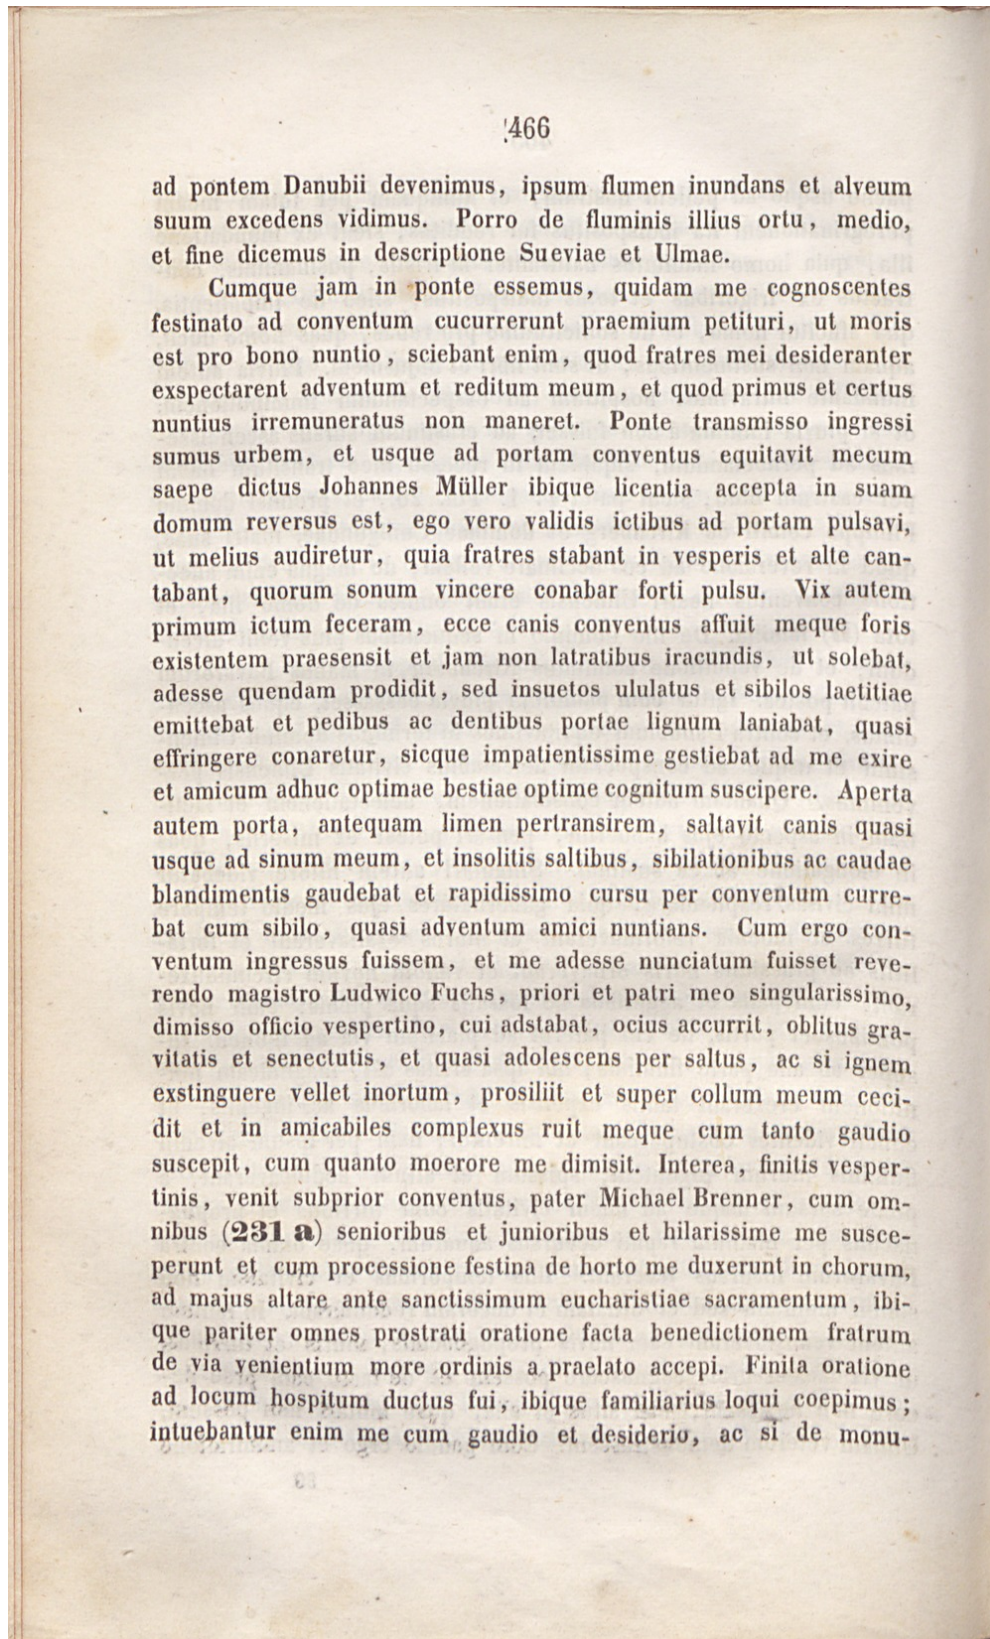 466
ad pontem Danubii devenimus, ipsum flumen inundans et alveum
suum excedens vidimus. Porro de fluminis illius ortu, medio,
et fine dicemus in descriptione Sueviae et Ulmae.
Cumque jam in ponte essemus, quidam me cognoscentes
festinato ad conventum cucurrerunt praemium petituri, ut moris
est pro bono nuntio, sciebant enim, quod fratres mei desideranter
exspectarent adventum et reditum meum, et quod primus et certus
nuntius irremuneratus non maneret. Ponte transmisso ingressi
sumus urbem, et usque ad portam conventus equitavit mecum
saepe dictus Johannes Müller ibique licentia accepta in suam
domum reversus est, ego vero validis ictibus ad portam pulsavi,
ut melius audiretur, quia fratres stabant in vesperis et alte can-
tabant, quorum sonum vincere conabar forti pulsu. Vix autem
primum ictum feceram, ecce canis conventus affuit meque foris
existentem praesensit et jam non latratibus iracundis, ut solebat,
adesse quendam prodidit, sed insuetos ululatus et sibilos laetitiae
emittebat et pedibus ac dentibus portae lignum laniabat, quasi
effringere conaretur, sicque impatientissime gestiebat ad me exire
et amicum adhuc optimae bestiae optime cognitum suscipere. Aperta
autem porta, antequam limen pertransirem, saltavit canis quasi
usque ad sinum meum, et insolitis saltibus, sibilationibus ac caudae
blandimentis gaudebat et rapidissimo cursu per conventum curre-
bat cum sibilo, quasi adventum amici nuntians. Cum ergo con-
ventum ingressus fuissem, et me adesse nunciatum fuisset reve-
rendo magistro Ludwico Fuchs, priori et patri meo singularissimo,
dimisso officio vespertino, cui adstabat, ocius accurrit, oblitus gra-
vitatis et senectutis, et quasi adolescens per saltus, ac si ignem
exstinguere vellet inortum, prosiliit et super collum meum ceci-
dit et in amicabiles complexus ruit meque cum tanto gaudio
suscepit, cum quanto moerore me dimisit. Interea, finitis vesper-
tinis, venit subprior conventus, pater Michael Brenner, cum om-
nibus (231 a) senioribus et junioribus et hilarissime me susce-
perunt et cum processione festina de horto me duxerunt in chorum,
ad majus altare ante sanctissimum eucharistiae sacramentum, ibi-
que pariter omnes prostrati oratione facta benedictionem fratrum
de via venientium more ordinis a praelato accepi. Finita oratione
ad locum hospitum ductus fui, ibique familiarius loqui coepimus;
intuebantur enim me cum gaudio et desiderio, ac si de monu-